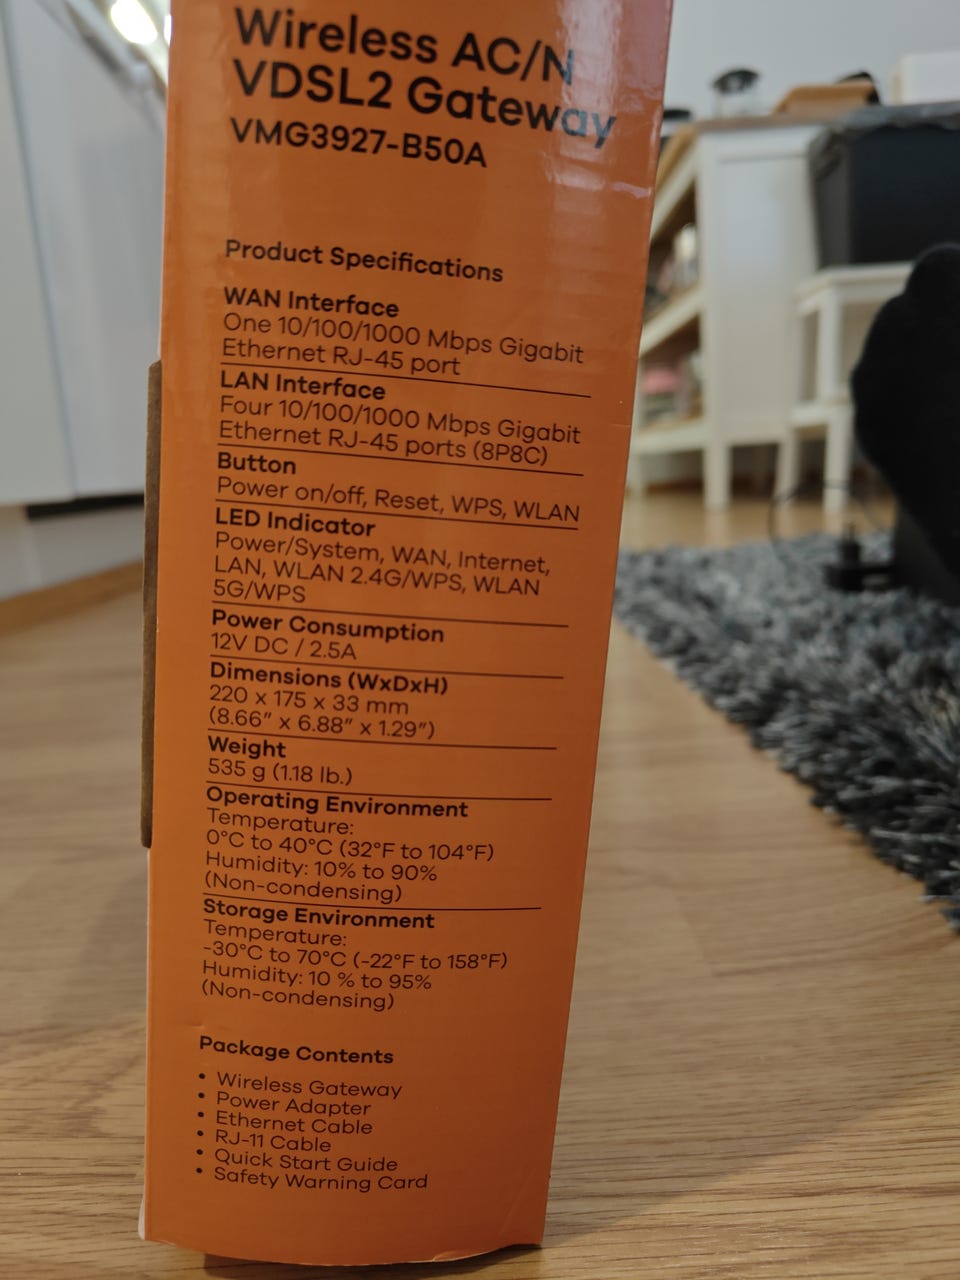 Wireless AC/N
VDSL2 Gateway
VMG3927-B50A
Product Specifications
WAN Interface
One 10/100/1000 Mbps Gigabit
Ethernet RJ-45 port
LAN Interface
Four 10/100/1000 Mbps Gigabit
Ethernet RJ-45 ports (8P8C)
Button
Power on/off, Reset, WPS, WLAN
LED Indicator
Power/System, WAN, Internet,
LAN, WLAN 2.4G/WPS, WLAN
5G/WPS
Power Consumption
12V DC / 2.5A
Dimensions (WxDxH)
220 x 175 x 33 mm
(8.66” x 6.88” x 1.29”)
Weight
535 g (1.18 lb.)
Operating Environment
Temperature:
0°C to 40°C (32°F to 104°F)
Humidity: 10% to 90%
(Non-condensing)
Storage Environment
Temperature:
-30°C to 70°C (-22°F to 158°F)
Humidity: 10 % to 95%
(Non-condensing)
Package Contents
• Wireless Gateway
• Power Adapter
• Ethernet Cable
• RJ-11 Cable
• Quick Start Guide
• Safety Warning Card